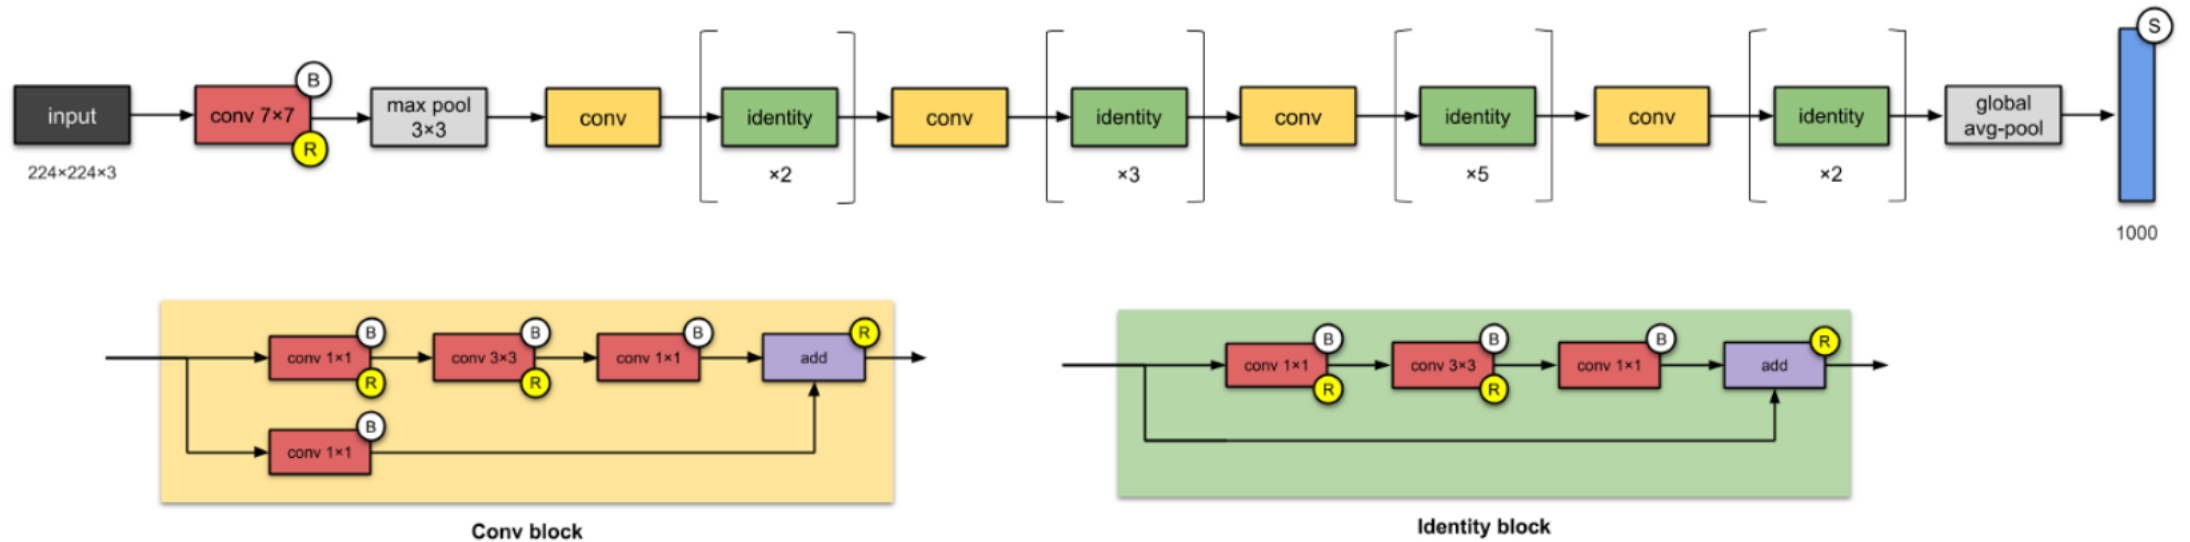 B
S
input
conv 7×7
max pool
3×3
conv
identity
conv
identity
conv
identity
conv
identity
global
avg-pool
R
224×224×3
×2
×3
×5
×2
1000
B
B
B
R
conv 1×1
conv 3×3
conv 1×1
add
R
R
B
conv 1×1
Conv block
B
B
B
R
conv 1×1
conv 3×3
conv 1×1
add
R
R
Identity block